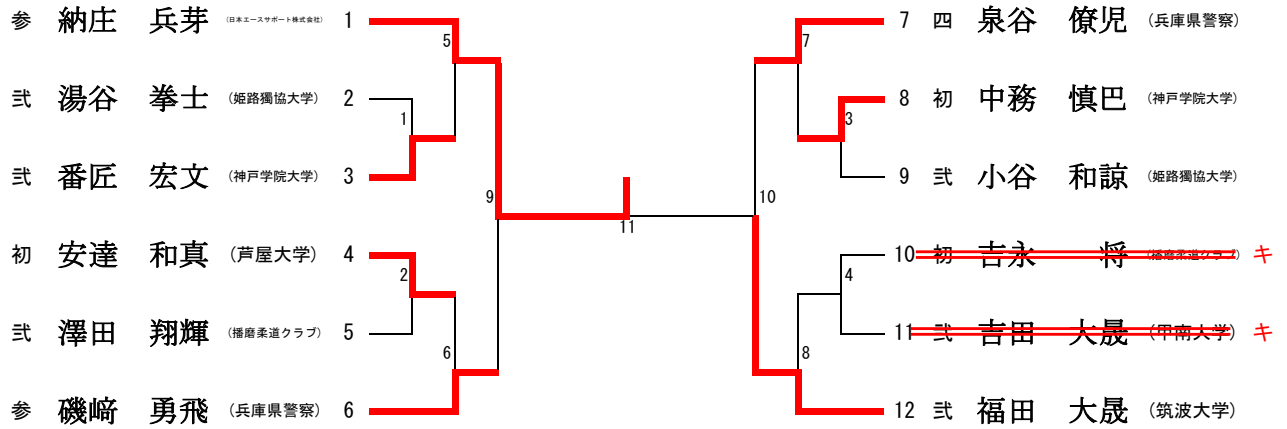 参 納庄 兵芽 (日本エースサポート株式会社) 1
7 四 泉谷 僚児 (兵庫県警察)
5
7
弐 湯谷 拳士 (姫路獨協大学) 2
8 初 中務 慎巴 (神戸学院大学)
1
3
弐 番匠 宏文 (神戸学院大学) 3
9 弐 小谷 和諒 (姫路獨協大学)
9
10
11
初 安達 和真 (芦屋大学) 4
10 初 吉永 将 (播磨柔道クラブ) キ
2
4
弐 澤田 翔輝 (播磨柔道クラブ) 5
11 弐 吉田 大晟 (甲南大学) キ
6
8
参 磯﨑 勇飛 (兵庫県警察) 6
12 弐 福田 大晟 (筑波大学)